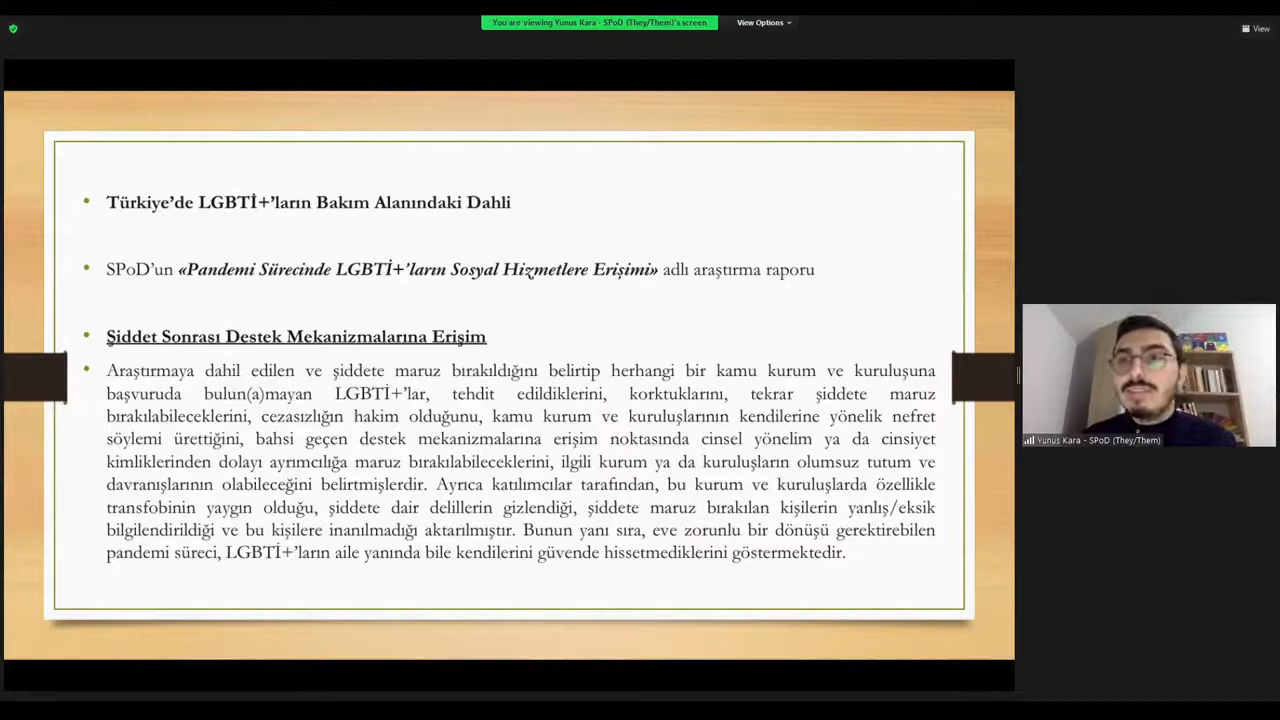 You are viewing Yunus Kara - SPoD (They/Them)'s screen
View Options
View
Türkiye'de LGBTİ+'ların Bakım Alanındaki Dahli
SPoD'un «Pandemi Sürecinde LGBTİ+'ların Sosyal Hizmetlere Erişimi» adlı araştırma raporu
Şiddet Sonrası Destek Mekanizmalarına Erişim
Araştırmaya dahil edilen ve şiddete maruz bırakıldığını belirtip herhangi bir kamu kurum ve kuruluşuna
başvuruda bulun(a)mayan LGBTİ+'lar, tehdit edildiklerini, korktuklarını, tekrar şiddete maruz
bırakılabileceklerini, cezasızlığın hakim olduğunu, kamu kurum ve kuruluşlarının kendilerine yönelik nefret
söylemi ürettiğini, bahsi geçen destek mekanizmalarına erişim noktasında cinsel yönelim ya da cinsiyet
kimliklerinden dolayı ayrımcılığa maruz bırakılabileceklerini, ilgili kurum ya da kuruluşların olumsuz tutum ve
davranışlarının olabileceğini belirtmişlerdir. Ayrıca katılımcılar tarafından, bu kurum ve kuruluşlarda özellikle
transfobinin yaygın olduğu, şiddete dair delillerin gizlendiği, şiddete maruz bırakılan kişilerin yanlış/eksik
bilgilendirildiği ve bu kişilere inanılmadığı aktarılmıştır. Bunun yanı sıra, eve zorunlu bir dönüşü gerektirebilen
pandemi süreci, LGBTİ+'ların aile yanında bile kendilerini güvende hissetmediklerini göstermektedir.
Yunus Kara - SPoD (They/Them)